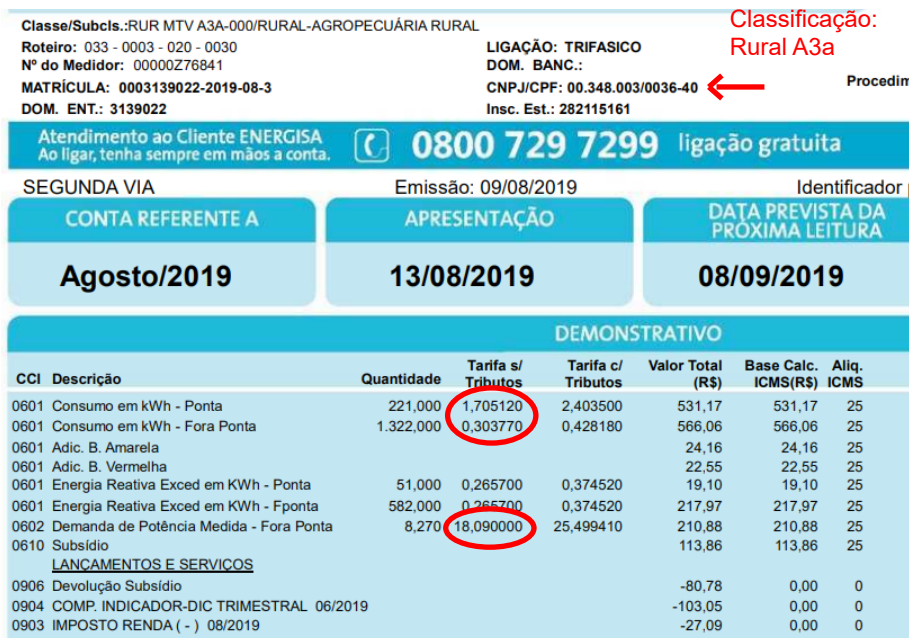 Classe/Subcls.:RUR MTV A3A-000/RURAL-AGROPECUÁRIA RURAL
Classificação:
Rural A3a
Roteiro: 033 - 0003 - 020 - 0030 LIGAÇÃO: TRIFASICO
Nº do Medidor: 00000Z76841 DOM. BANC.:
MATRÍCULA: 0003139022-2019-08-3 CNPJ/CPF: 00.348.003/0036-40 Procedim
DOM. ENT.: 3139022 Insc. Est.: 282115161
Atendimento ao Cliente ENERGISA
Ao ligar, tenha sempre em mãos a conta.
0800 729 7299 ligação gratuita
SEGUNDA VIA Emissão: 09/08/2019 Identificador
CONTA REFERENTE A
Agosto/2019
APRESENTAÇÃO
13/08/2019
DATA PREVISTA DA
PRÓXIMA LEITURA
08/09/2019
DEMONSTRATIVO
CCI Descrição Quantidade Tarifa s/ Tributos Tarifa c/ Tributos Valor Total (R$) Base Calc. ICMS(R$) Aliq. ICMS
0601 Consumo em kWh - Ponta 221,000 1,705120 2,403500 531,17 531,17 25
0601 Consumo em kWh - Fora Ponta 1.322,000 0,303770 0,428180 566,06 566,06 25
0601 Adic. B. Amarela 24,16 24,16 25
0601 Adic. B. Vermelha 22,55 22,55 25
0601 Energia Reativa Exced em KWh - Ponta 51,000 0,265700 0,374520 19,10 19,10 25
0601 Energia Reativa Exced em KWh - Fponta 582,000 0,265700 0,374520 217,97 217,97 25
0602 Demanda de Potência Medida - Fora Ponta 8,270 18,090000 25,499410 210,88 210,88 25
0610 Subsídio 113,86 113,86 25
LANÇAMENTOS E SERVIÇOS
0906 Devolução Subsídio -80,78 0,00 0
0904 COMP. INDICADOR-DIC TRIMESTRAL 06/2019 -103,05 0,00 0
0903 IMPOSTO RENDA ( - ) 08/2019 -27,09 0,00 0